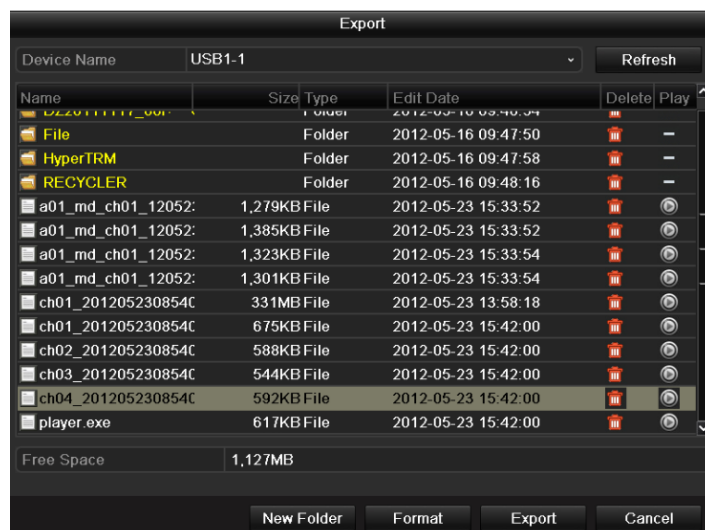 Export
Device Name USB1-1 Refresh
Name Size Type Edit Date Delete Play
File Folder 2012-05-16 09:47:50 –
HyperTRM Folder 2012-05-16 09:47:58 –
RECYCLER Folder 2012-05-16 09:48:16 –
a01_md_ch01_12052: 1,279KB File 2012-05-23 15:33:52
a01_md_ch01_12052: 1,385KB File 2012-05-23 15:33:52
a01_md_ch01_12052: 1,323KB File 2012-05-23 15:33:54
a01_md_ch01_12052: 1,301KB File 2012-05-23 15:33:54
ch01_201205230854C 331MB File 2012-05-23 13:58:18
ch01_201205230854C 675KB File 2012-05-23 15:42:00
ch02_201205230854C 588KB File 2012-05-23 15:42:00
ch03_201205230854C 544KB File 2012-05-23 15:42:00
ch04_201205230854C 592KB File 2012-05-23 15:42:00
player.exe 617KB File 2012-05-23 15:42:00
Free Space 1,127MB
New Folder Format Export Cancel